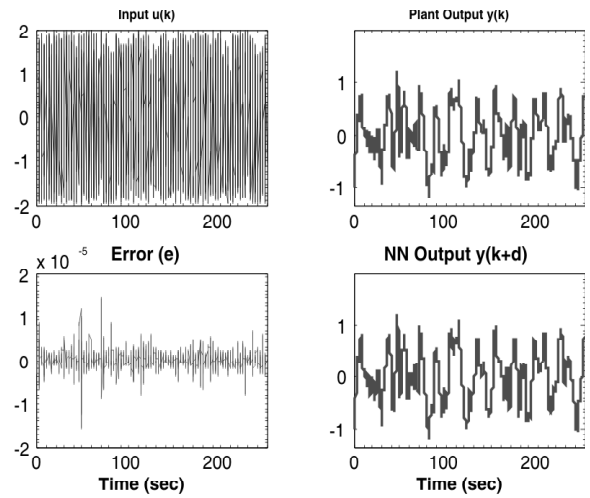 Input u(k)
Plant Output y(k)
2
1
0
-1
-2
0 100 200
1
0
-1
0 100 200
x 10 -5
Error (e)
NN Output y(k+d)
2
1
0
-1
-2
0 100 200
Time (sec)
1
0
-1
0 100 200
Time (sec)